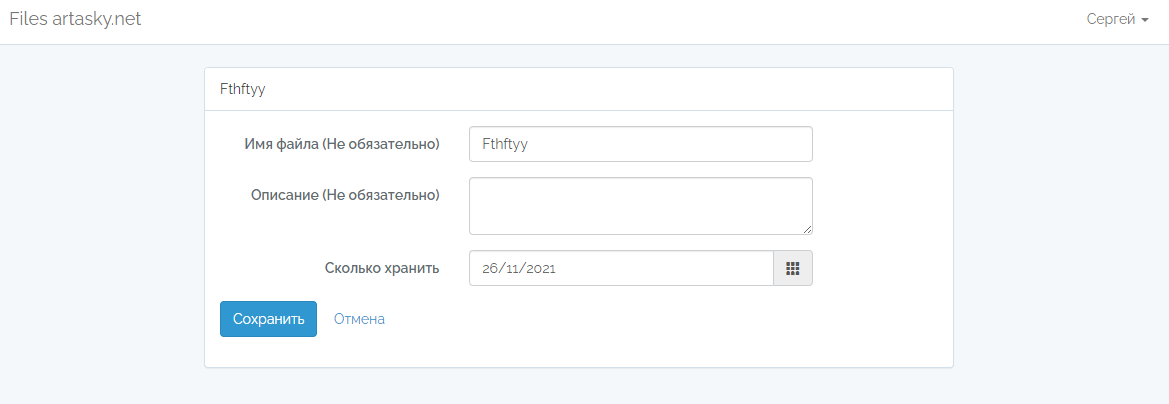 Files artasky.net
Сергей
Fthftyy
Имя файла (Не обязательно)
Fthftyy
Описание (Не обязательно)
Сколько хранить
26/11/2021
Сохранить
Отмена